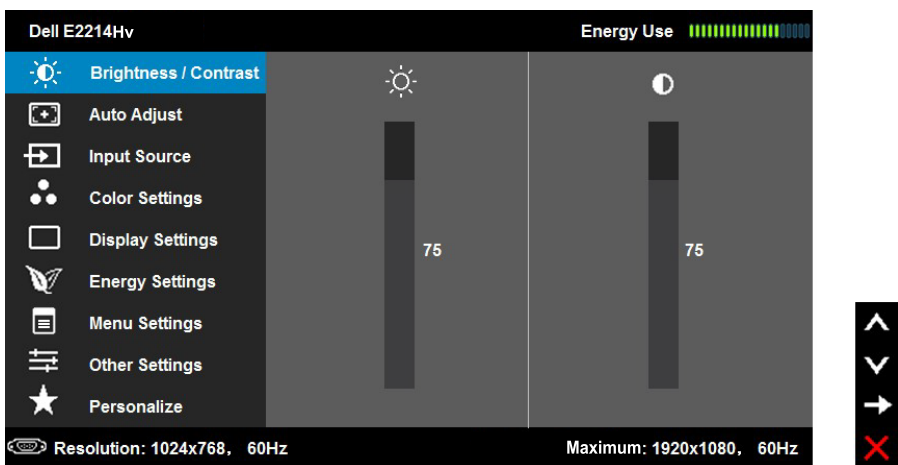 Dell E2214Hv
Energy Use
Brightness / Contrast
Auto Adjust
Input Source
Color Settings
Display Settings
75
75
Energy Settings
Menu Settings
Other Settings
Personalize
Resolution: 1024x768, 60Hz
Maximum: 1920x1080, 60Hz